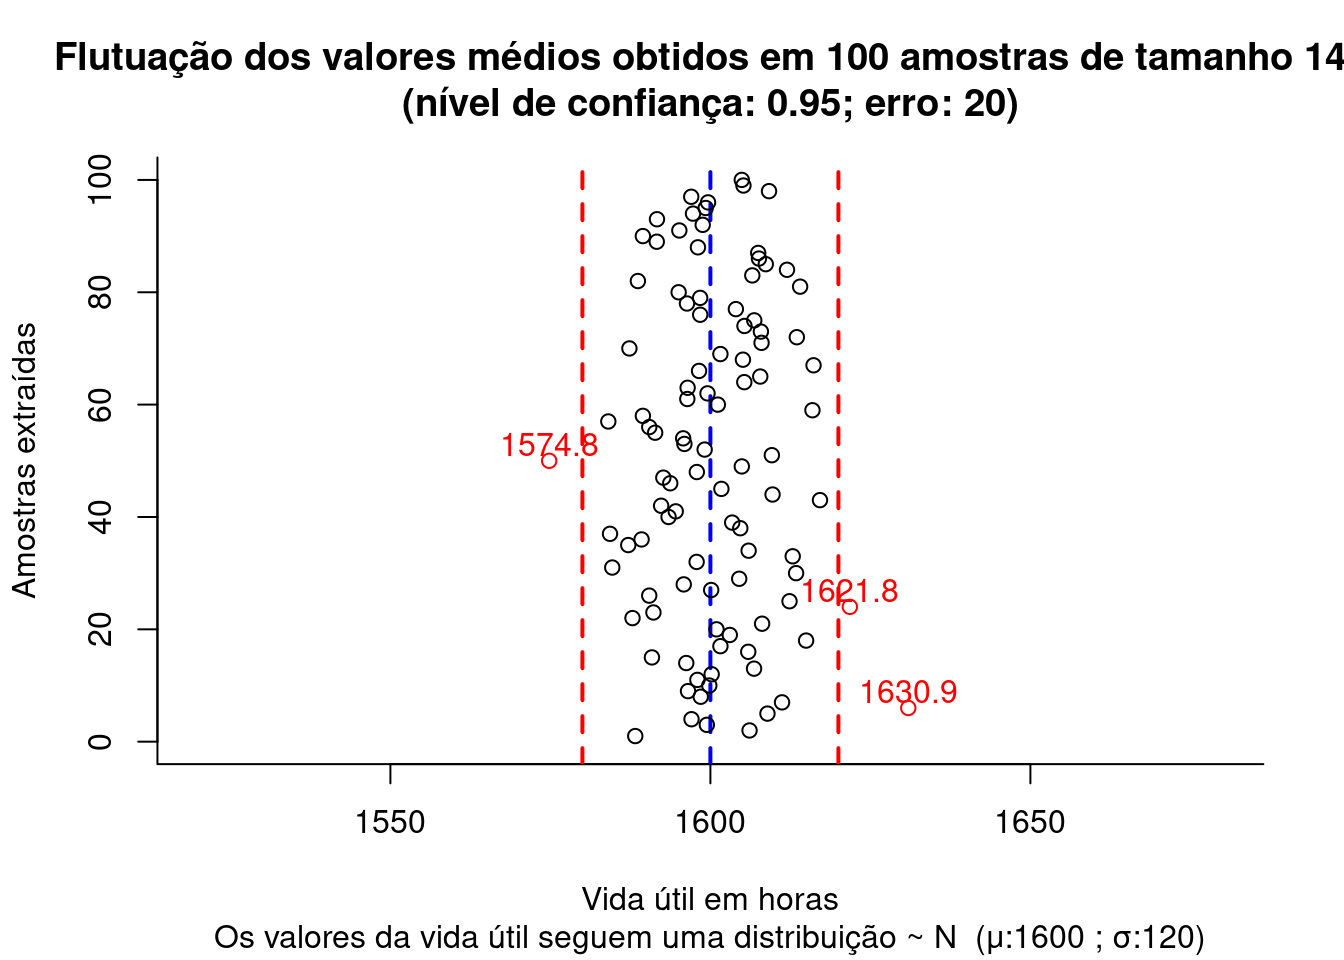 Flutuação dos valores médios obtidos em 100 amostras de tamanho 14
(nível de confiança: 0.95; erro: 20)
Amostras extraídas
100
80
60
40
20
0
1574.8
1621.8
1630.9
1550
1600
1650
Vida útil em horas
Os valores da vida útil seguem uma distribuição ~ N (μ:1600 ; σ:120)